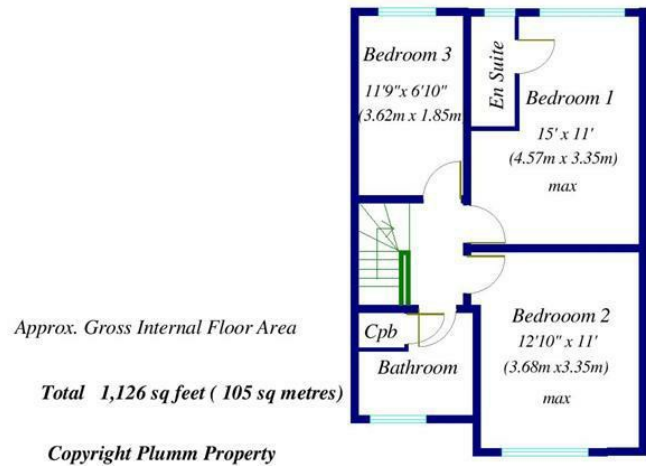 Bedroom 3
11'9"x 6'10"
(3.62m x 1.85m)
En Suite
Bedroom 1
15' x 11'
(4.57m x 3.35m)
max
Cpb
Bathroom
Bedrooom 2
12'10" x 11'
(3.68m x3.35m)
max
Approx. Gross Internal Floor Area
Total 1,126 sq feet ( 105 sq metres)
Copyright Plumm Property